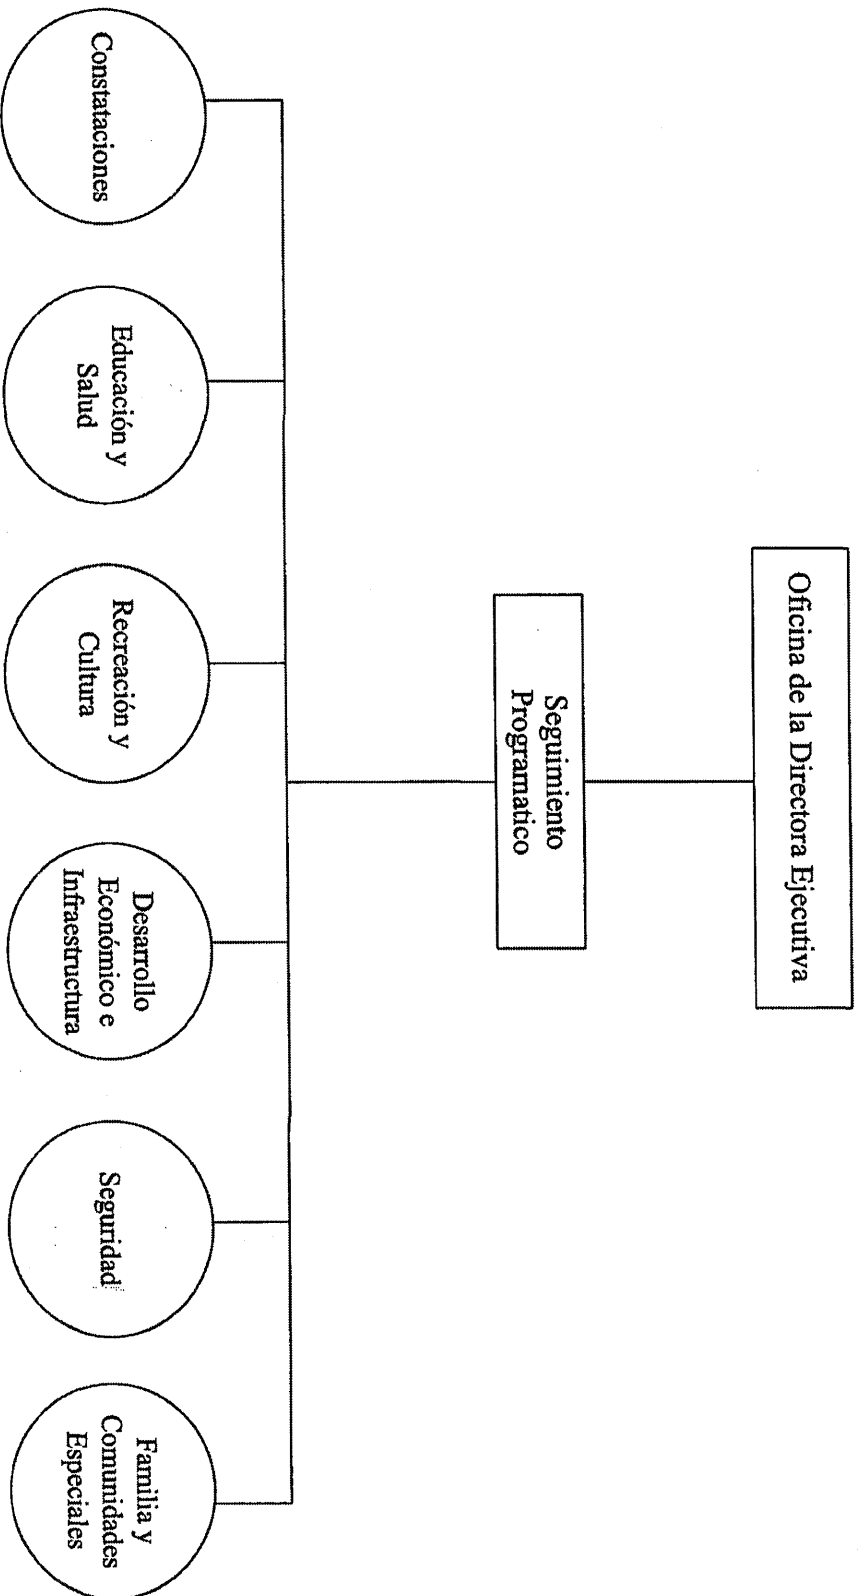 Oficina de la Directora Ejecutiva
Seguimiento
Programatico
Constataciones
Educación y
Salud
Recreación y
Cultura
Desarrollo
Económico e
Infraestructura
Seguridad
Familia y
Comunidades
Especiales